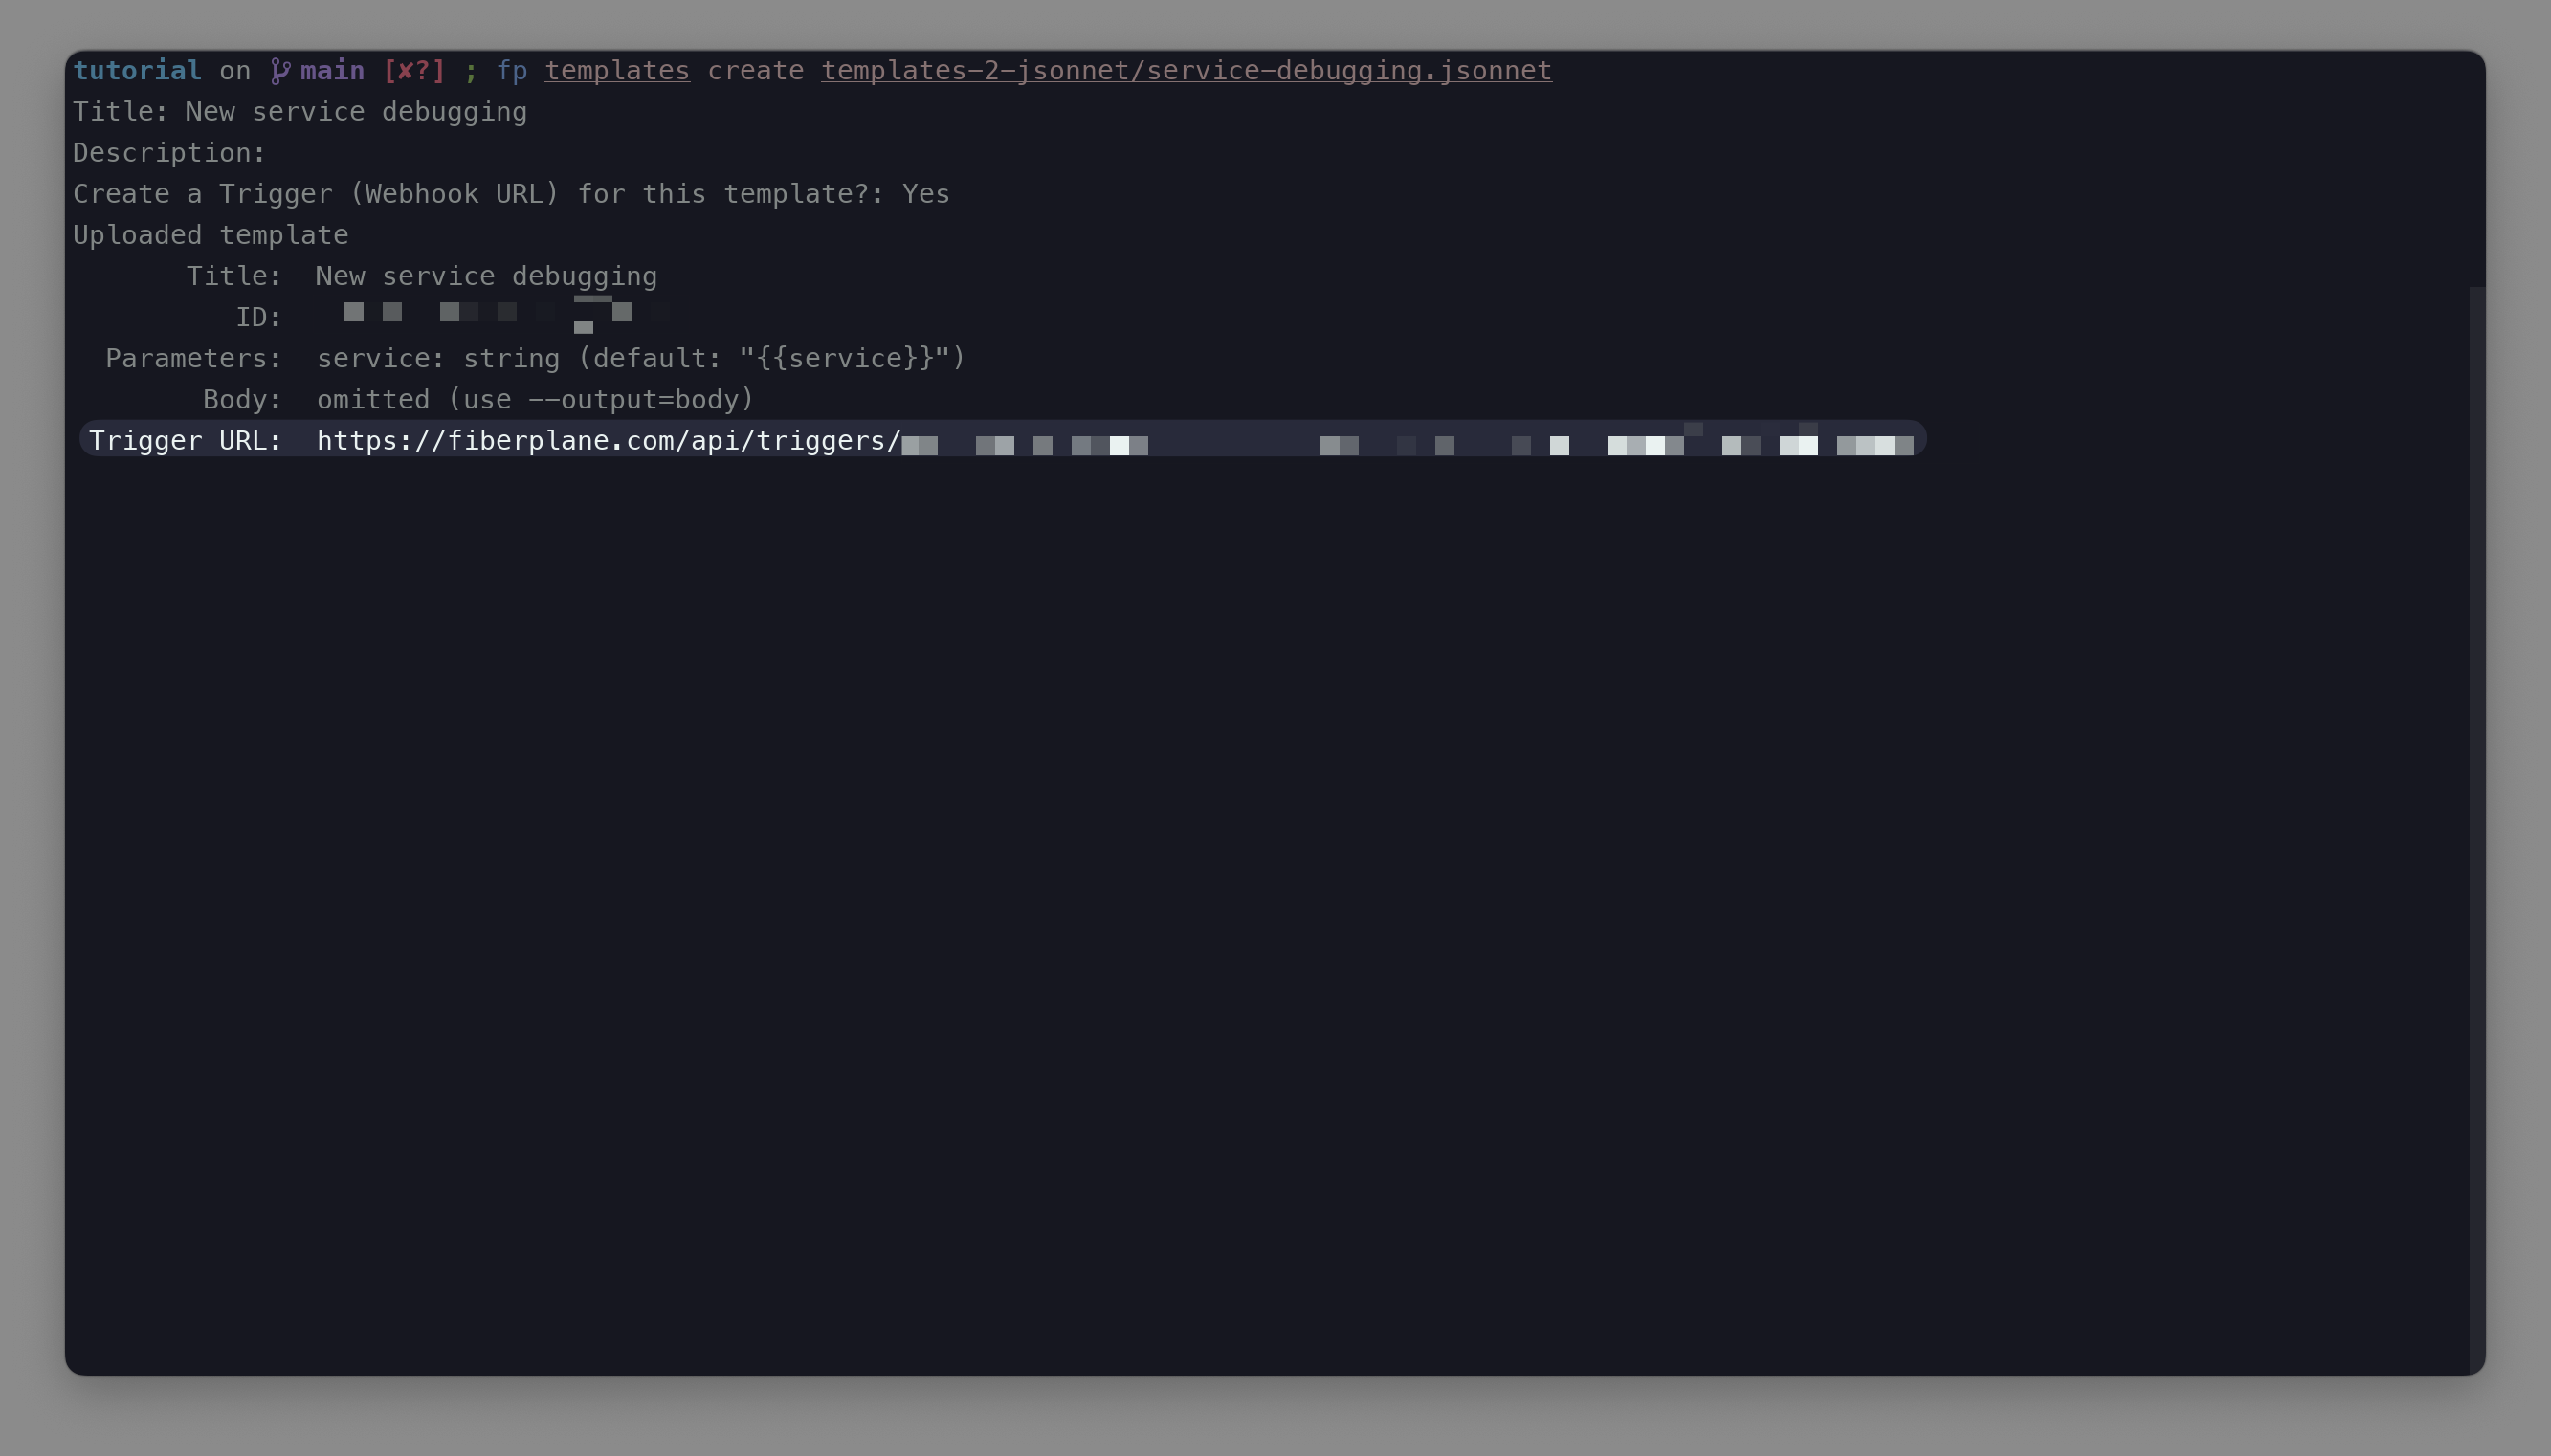 tutorial on main [✘?] ; fp templates create templates-2-jsonnet/service-debugging.jsonnet
Title: New service debugging
Description:
Create a Trigger (Webhook URL) for this template?: Yes
Uploaded template
Title: New service debugging
ID:
Parameters: service: string (default: "{{service}}")
Body: omitted (use --output=body)
Trigger URL: https://fiberplane.com/api/triggers/